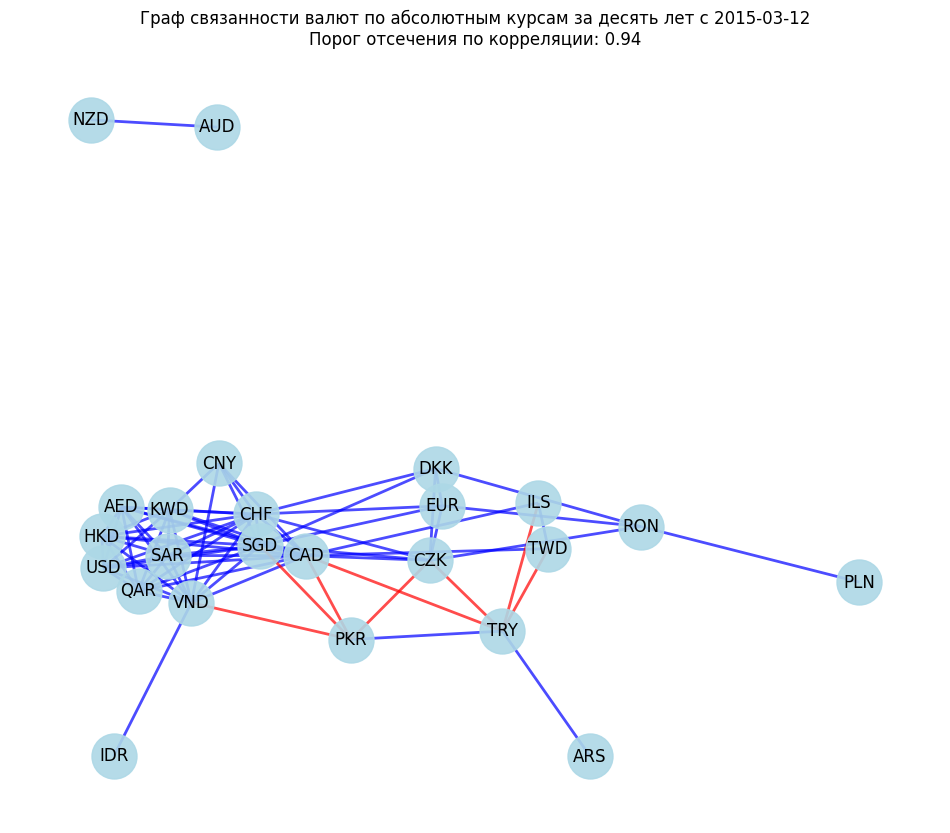 Граф связанности валют по абсолютным курсам за десять лет с 2015-03-12
Порог отсечения по корреляции: 0.94
NZD
AUD
CNY
DKK
AED
KWD
CHF
EUR
ILS
HKD
RON
SGD
TWD
SAR
CAD
CZK
USD
PLN
QAR
VND
PKR
TRY
IDR
ARS